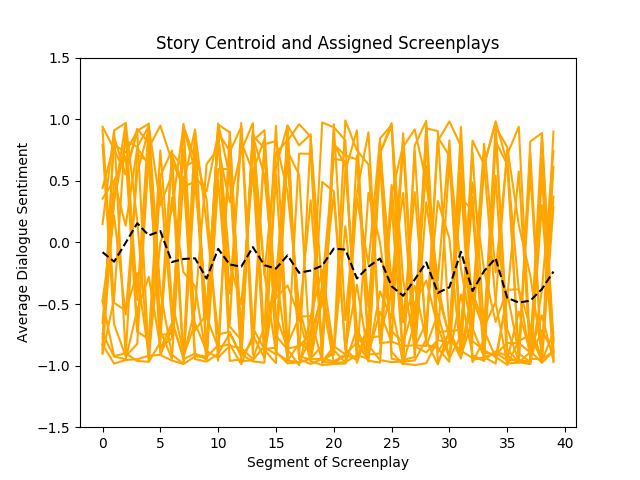 Story Centroid and Assigned Screenplays
Average Dialogue Sentiment
1.5
1.0
0.5
0.0
−0.5
−1.0
−1.5
0 5 10 15 20 25 30 35 40
Segment of Screenplay